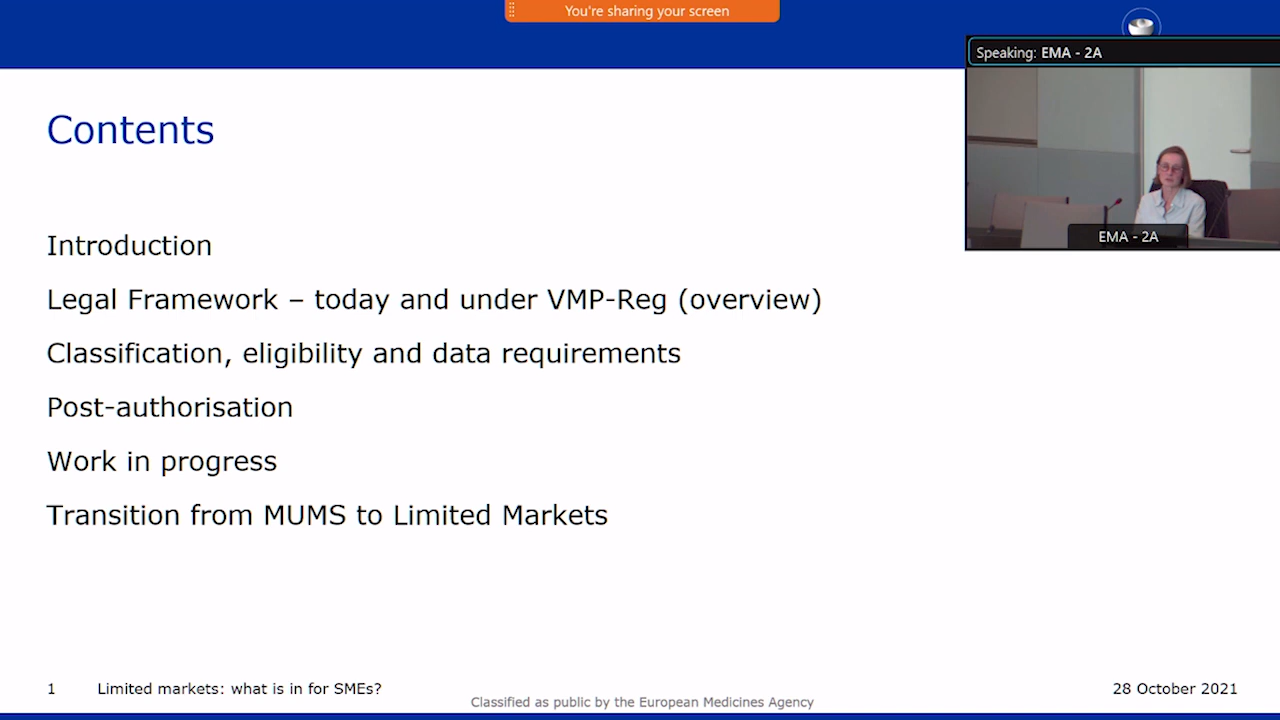 You're sharing your screen
Speaking: EMA - 2A
EMA - 2A
Contents
Introduction
Legal Framework – today and under VMP-Reg (overview)
Classification, eligibility and data requirements
Post-authorisation
Work in progress
Transition from MUMS to Limited Markets
1 Limited markets: what is in for SMEs?
Classified as public by the European Medicines Agency
28 October 2021